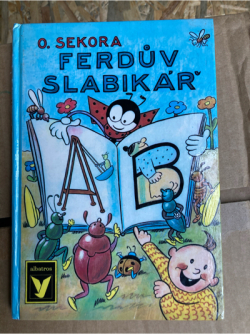 O. SEKORA
FERDŮV
SLABIKÁŘ
A B
albatros